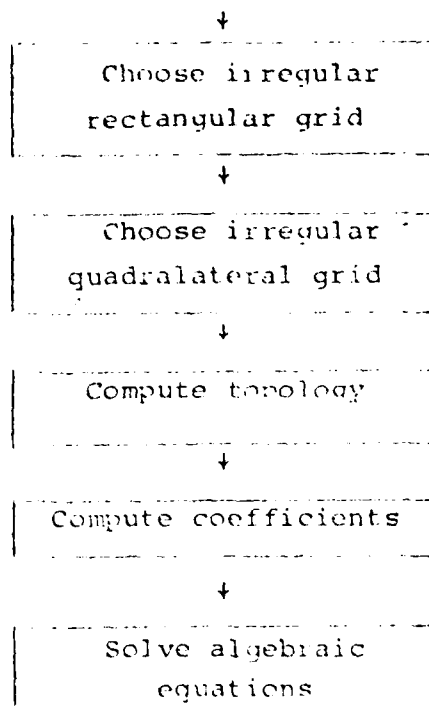 Choose irregular
rectangular grid
Choose irregular
quadralateral grid
Compute topology
Compute coefficients
Solve algebraic
equations